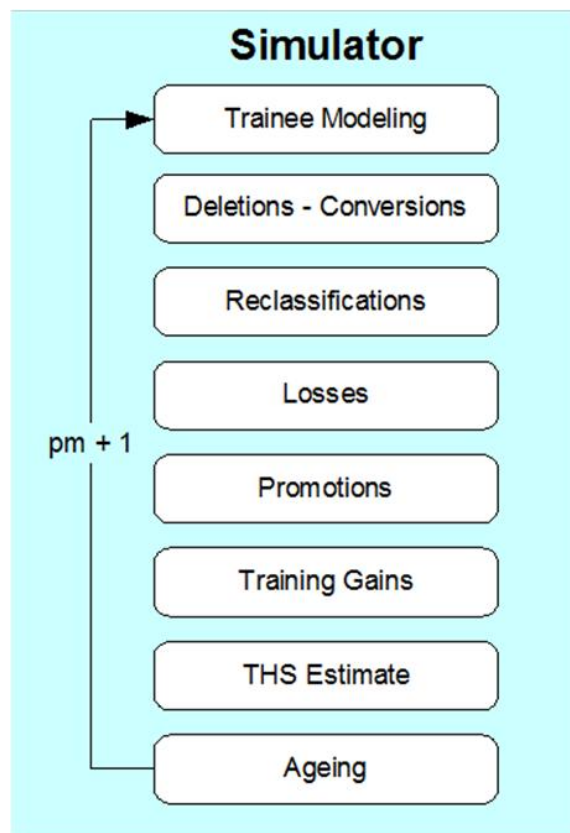 Simulator
Trainee Modeling
Deletions - Conversions
Reclassifications
Losses
pm + 1
Promotions
Training Gains
THS Estimate
Ageing